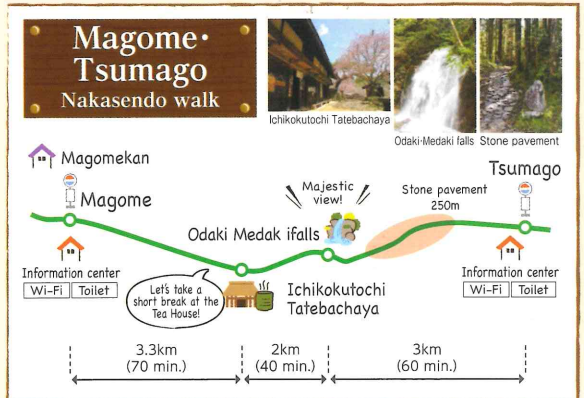 Magome·
Tsumago
Nakasendo walk
Ichikokutochi Tatebachaya
Odaki·Medaki falls
Stone pavement
Magomekan
Magome
Information center
Wi-Fi Toilet
Let's take a
short break at the
Tea House!
Ichikokutochi
Tatebachaya
Odaki Medak ifalls
Majestic
view!
Stone pavement
250m
Tsumago
Information center
Wi-Fi Toilet
3.3km
(70 min.)
2km
(40 min.)
3km
(60 min.)